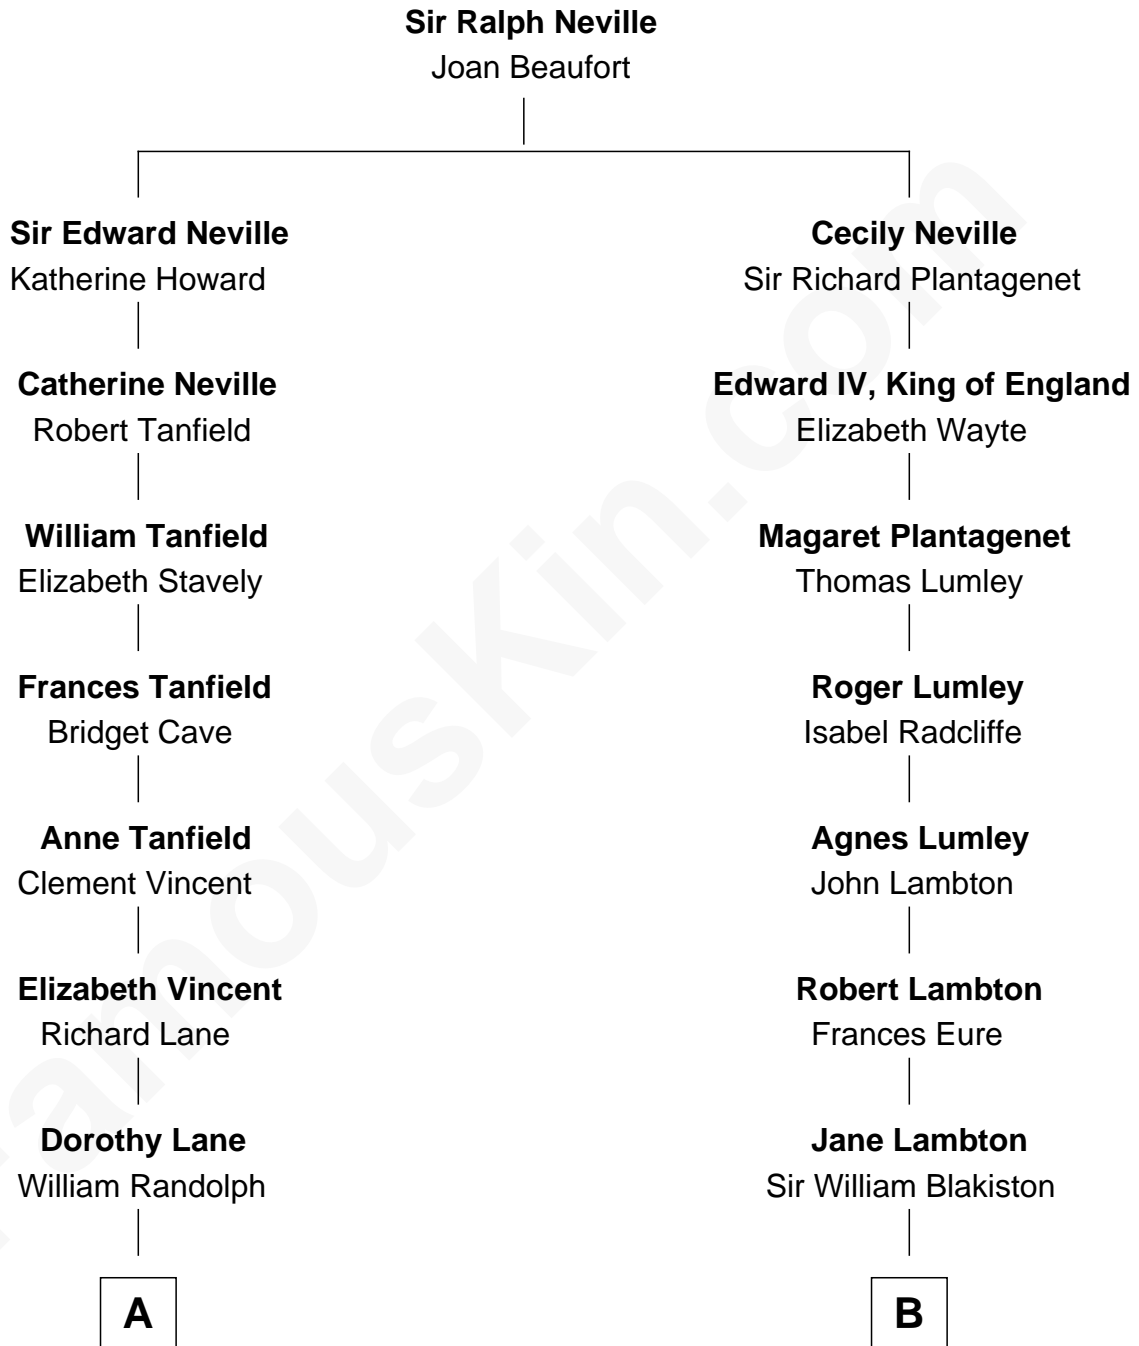 Sir Ralph Neville
Joan Beaufort
Sir Edward Neville
Katherine Howard
Cecily Neville
Sir Richard Plantagenet
Catherine Neville
Robert Tanfield
Edward IV, King of England
Elizabeth Wayte
William Tanfield
Elizabeth Stavely
Magaret Plantagenet
Thomas Lumley
Frances Tanfield
Bridget Cave
Roger Lumley
Isabel Radcliffe
Anne Tanfield
Clement Vincent
Agnes Lumley
John Lambton
Elizabeth Vincent
Richard Lane
Robert Lambton
Frances Eure
Dorothy Lane
William Randolph
Jane Lambton
Sir William Blakiston
A
B
FamousKin.com